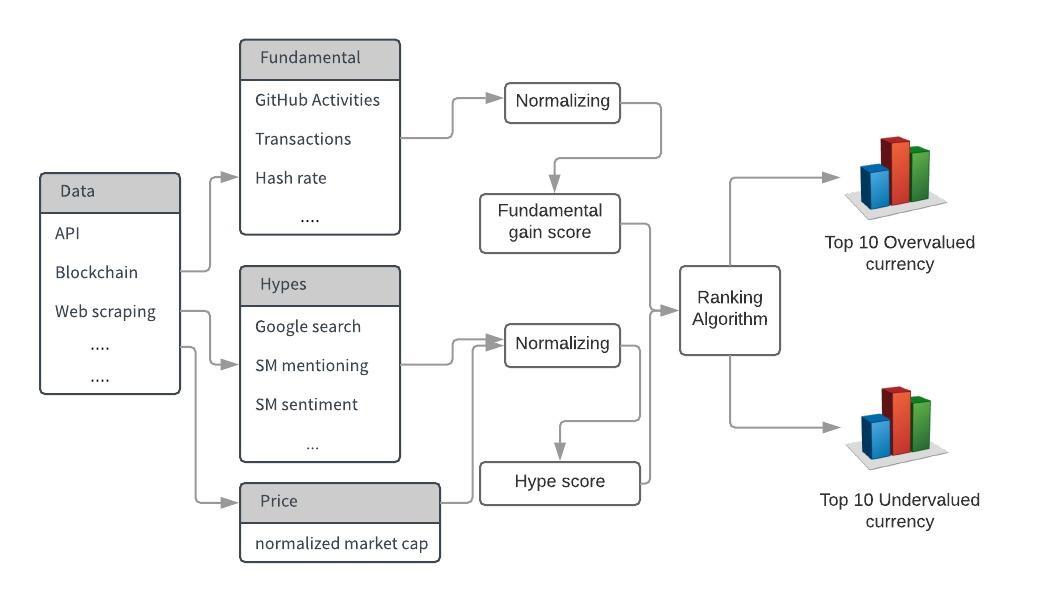 Data
API
Blockchain
Web scraping
....
....
Fundamental
GitHub Activities
Transactions
Hash rate
....
Hypes
Google search
SM mentioning
SM sentiment
...
Price
normalized market cap
Normalizing
Fundamental
gain score
Normalizing
Hype score
Ranking
Algorithm
Top 10 Overvalued
currency
Top 10 Undervalued
currency